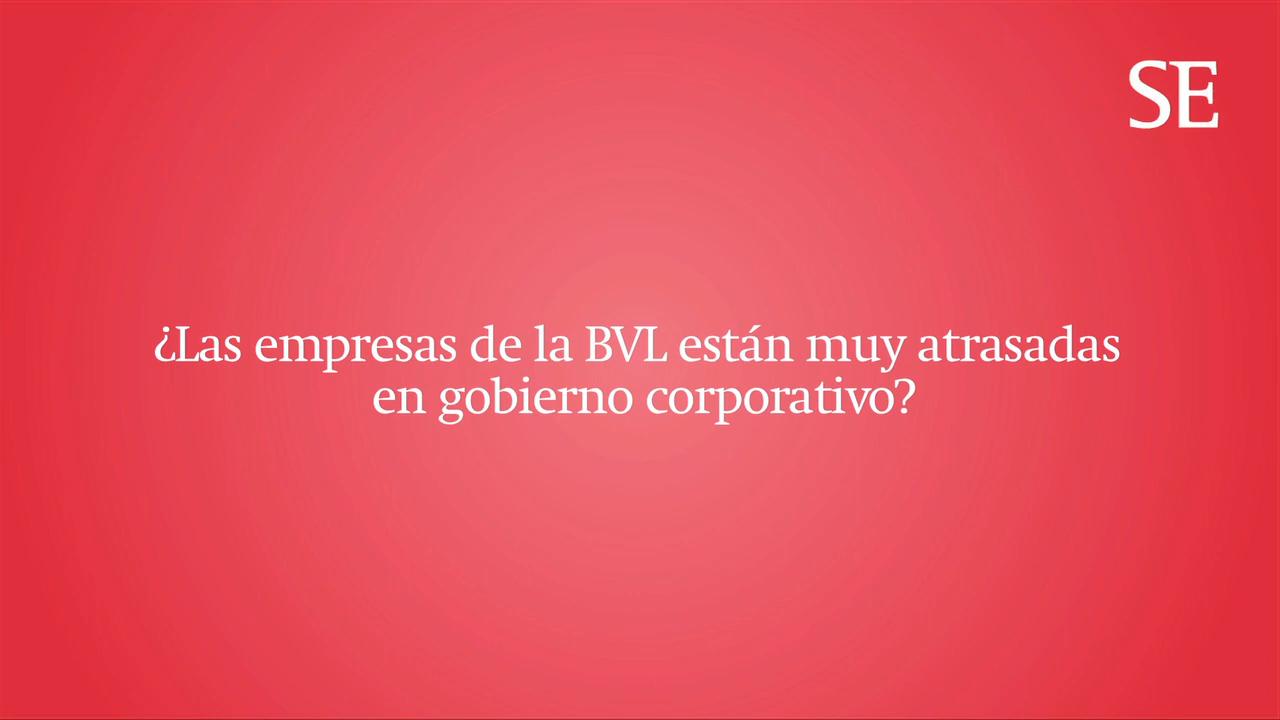 SE
¿Las empresas de la BVL están muy atrasadas
en gobierno corporativo?